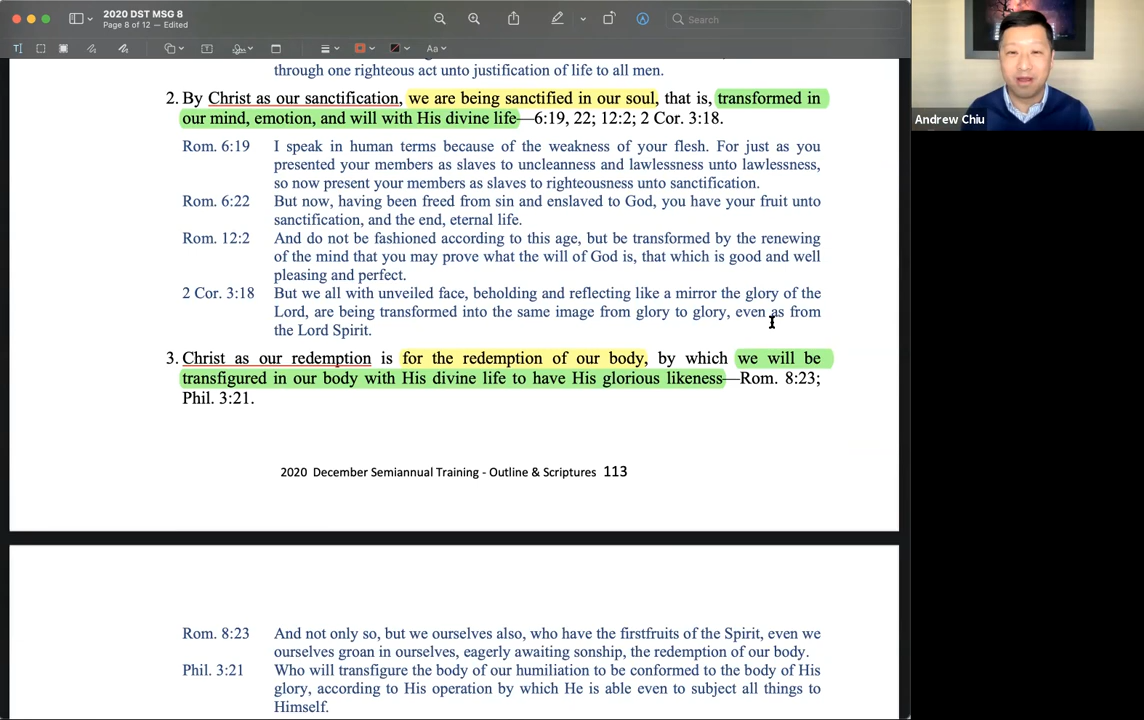 2020 DST MSG 8
Page 8 of 12 — Edited
Search
Aa
through one righteous act unto justification of life to all men.
2. By Christ as our sanctification, we are being sanctified in our soul, that is, transformed in
our mind, emotion, and will with His divine life—6:19, 22; 12:2; 2 Cor. 3:18.
Rom. 6:19 I speak in human terms because of the weakness of your flesh. For just as you
presented your members as slaves to uncleanness and lawlessness unto lawlessness,
so now present your members as slaves to righteousness unto sanctification.
Rom. 6:22 But now, having been freed from sin and enslaved to God, you have your fruit unto
sanctification, and the end, eternal life.
Rom. 12:2 And do not be fashioned according to this age, but be transformed by the renewing
of the mind that you may prove what the will of God is, that which is good and well
pleasing and perfect.
2 Cor. 3:18 But we all with unveiled face, beholding and reflecting like a mirror the glory of the
Lord, are being transformed into the same image from glory to glory, even as from
the Lord Spirit.
3. Christ as our redemption is for the redemption of our body, by which we will be
transfigured in our body with His divine life to have His glorious likeness—Rom. 8:23;
Phil. 3:21.
2020 December Semiannual Training - Outline & Scriptures 113
Rom. 8:23 And not only so, but we ourselves also, who have the firstfruits of the Spirit, even we
ourselves groan in ourselves, eagerly awaiting sonship, the redemption of our body.
Phil. 3:21 Who will transfigure the body of our humiliation to be conformed to the body of His
glory, according to His operation by which He is able even to subject all things to
Himself.
Andrew Chiu